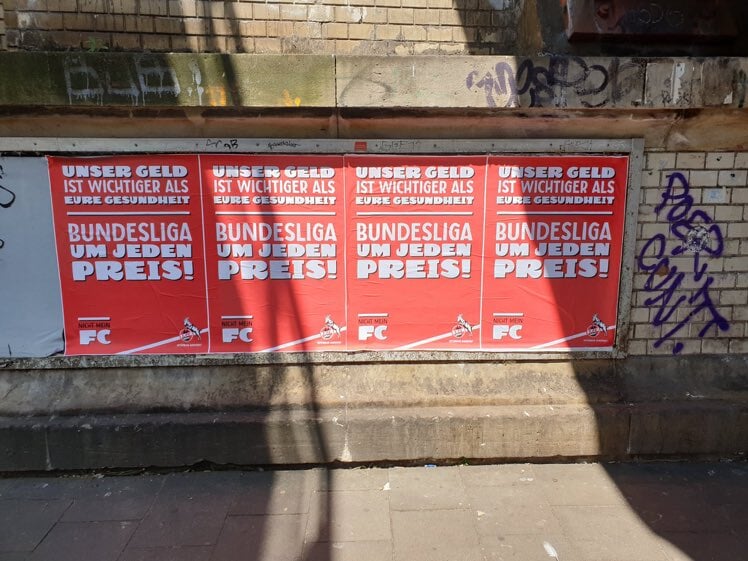 UNSER GELD
IST WICHTIGER ALS
EURE GESUNDHEIT
BUNDESLIGA
UM JEDEN
PREIS!
NICHT MEIN
FC
UNSER GELD
IST WICHTIGER ALS
EURE GESUNDHEIT
BUNDESLIGA
UM JEDEN
PREIS!
NICHT MEIN
FC
UNSER GELD
IST WICHTIGER ALS
EURE GESUNDHEIT
BUNDESLIGA
UM JEDEN
PREIS!
NICHT MEIN
FC
UNSER GELD
IST WICHTIGER ALS
EURE GESUNDHEIT
BUNDESLIGA
UM JEDEN
PREIS!
NICHT MEIN
FC